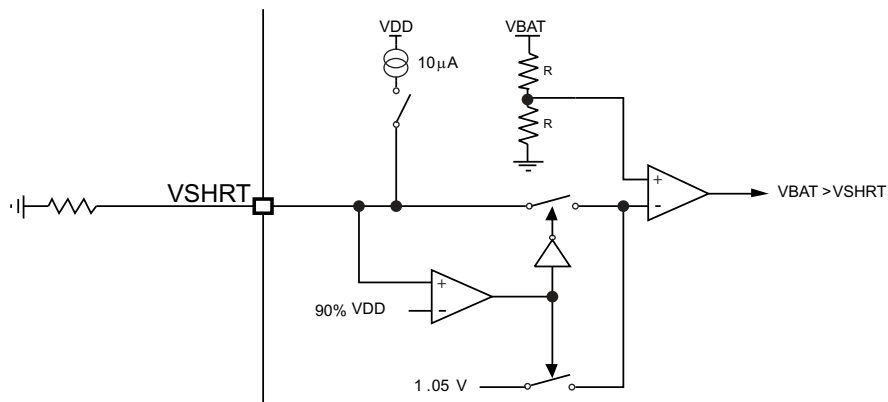 VDD
VBAT
10µA
R
R
VSHRT
+
-
VBAT >VSHRT
+
-
90% VDD
1 .05 V